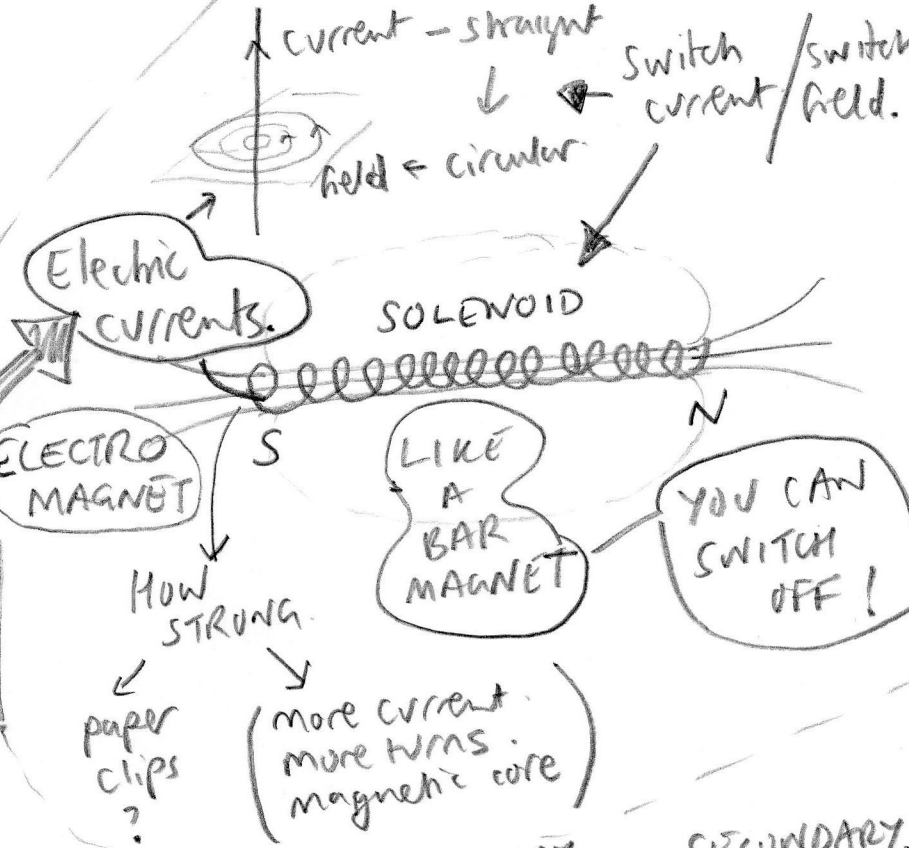 current - straight
switch
current / switch
field.
field = circular.
Electric
currents.
SOLENOID
S
N
ELECTRO
MAGNET
LIKE
A
BAR
MAGNET
YOU CAN
SWITCH
OFF!
HOW
STRONG.
paper
clips
?
(more current.
more turns.
magnetic core)
SECONDARY.